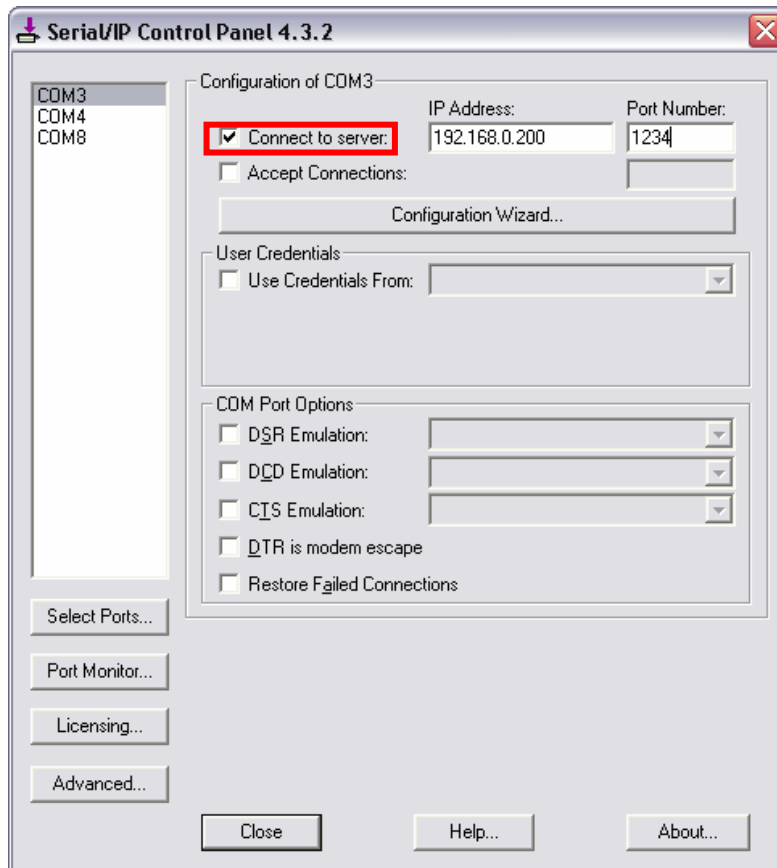 Serial/IP Control Panel 4.3.2
COM3
COM4
COM8
Configuration of COM3
IP Address:
Port Number:
Connect to server:
192.168.0.200
1234
Accept Connections:
Configuration Wizard...
User Credentials
Use Credentials From:
COM Port Options
DSR Emulation:
DCD Emulation:
CTS Emulation:
DTR is modem escape
Restore Failed Connections
Select Ports...
Port Monitor...
Licensing...
Advanced...
Close
Help...
About...